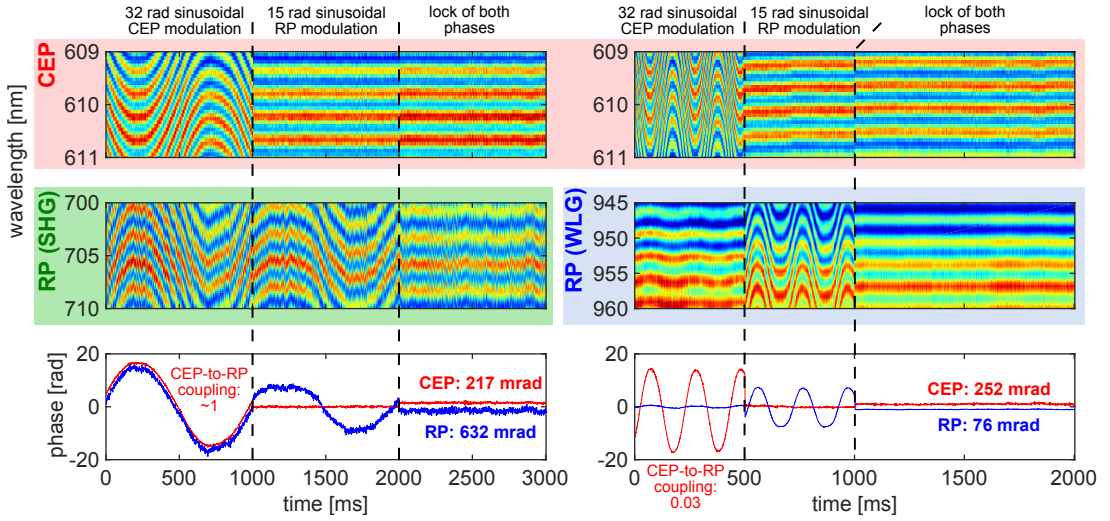 32 rad sinusoidal
CEP modulation
15 rad sinusoidal
RP modulation
lock of both
phases
32 rad sinusoidal
CEP modulation
15 rad sinusoidal
RP modulation
lock of both
phases
wavelength [nm]
CEP
609
610
611
609
610
611
RP (SHG)
700
705
710
RP (WLG)
945
950
955
960
phase [rad]
20
0
-20
CEP-to-RP
coupling:
~1
CEP: 217 mrad
RP: 632 mrad
0
500
1000
1500
2000
2500
3000
time [ms]
20
0
-20
CEP: 252 mrad
RP: 76 mrad
CEP-to-RP
coupling:
0.03
0
500
1000
1500
2000
time [ms]
time [ms]